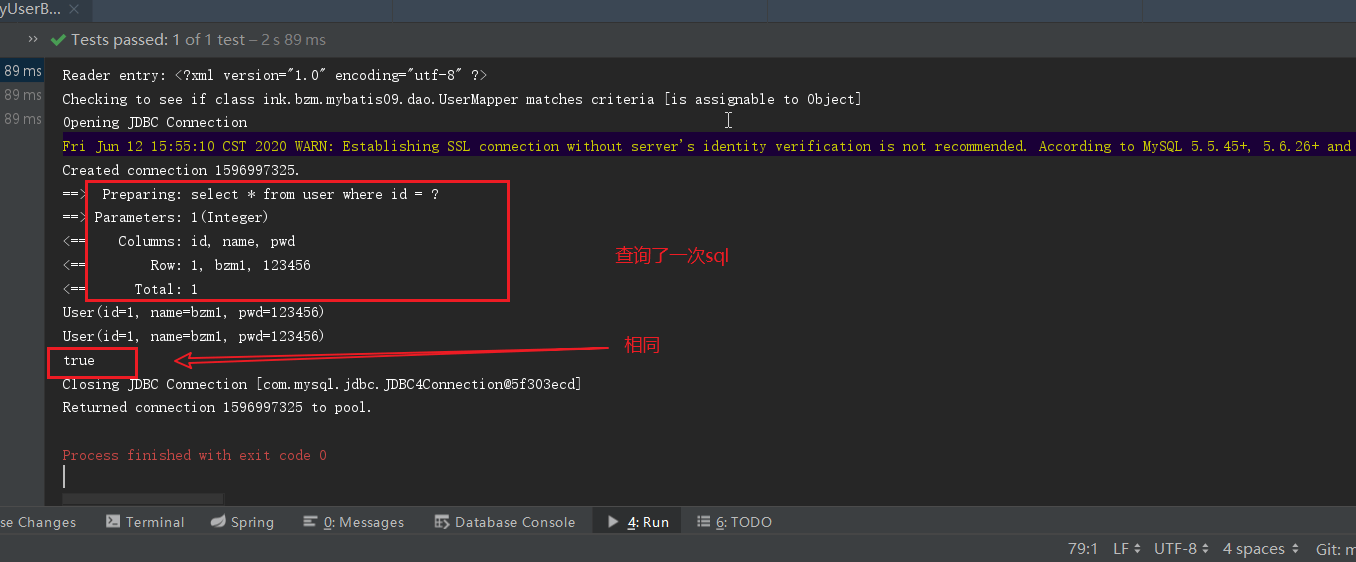 yUserB...
Tests passed: 1 of 1 test – 2 s 89 ms
89 ms
89 ms
89 ms
Reader entry: <?xml version="1.0" encoding="utf-8" ?>
Checking to see if class ink.bzm.mybatis09.dao.UserMapper matches criteria [is assignable to Object]
Opening JDBC Connection
Fri Jun 12 15:55:10 CST 2020 WARN: Establishing SSL connection without server's identity verification is not recommended. According to MySQL 5.5.45+, 5.6.26+ and
Created connection 1596997325.
==> Preparing: select * from user where id = ?
==> Parameters: 1(Integer)
<== Columns: id, name, pwd
<== Row: 1, bzm1, 123456
<== Total: 1
查询了一次sql
User(id=1, name=bzm1, pwd=123456)
User(id=1, name=bzm1, pwd=123456)
true
相同
Closing JDBC Connection [com.mysql.jdbc.JDBC4Connection@5f303ecd]
Returned connection 1596997325 to pool.
Process finished with exit code 0
se Changes Terminal Spring 0: Messages Database Console 4: Run 6: TODO
79:1 LF UTF-8 4 spaces Git: m